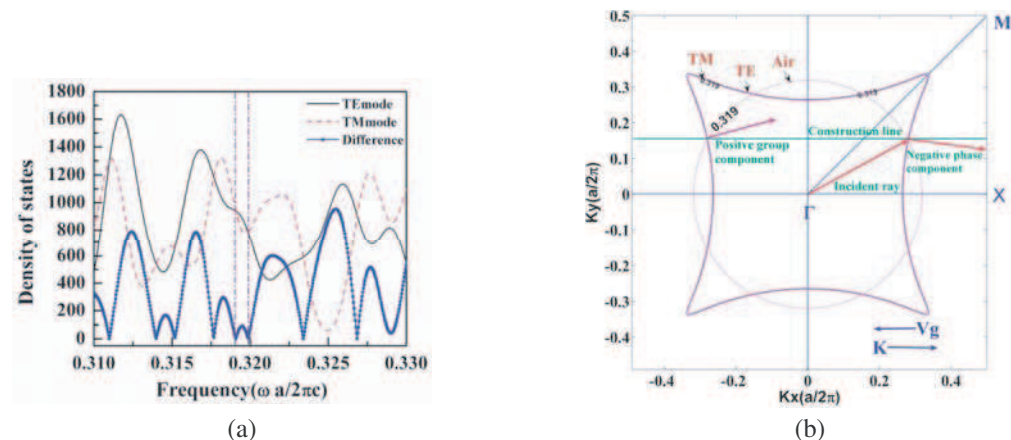 1800
1600
1400
1200
1000
800
600
400
200
0
Density of states
TEmode
TMmode
Difference
0.310 0.315 0.320 0.325 0.330
Frequency(ω a/2πc)
(a)
0.5
0.4
0.3
0.2
0.1
0
-0.1
-0.2
-0.3
-0.4
Ky(a/2π)
M
TM TE Air
0.319
Construction line
Positve group
component
Negative phase
component
Incident ray
Γ
X
Vg
K
-0.4 -0.2 0 0.2 0.4
Kx(a/2π)
(b)